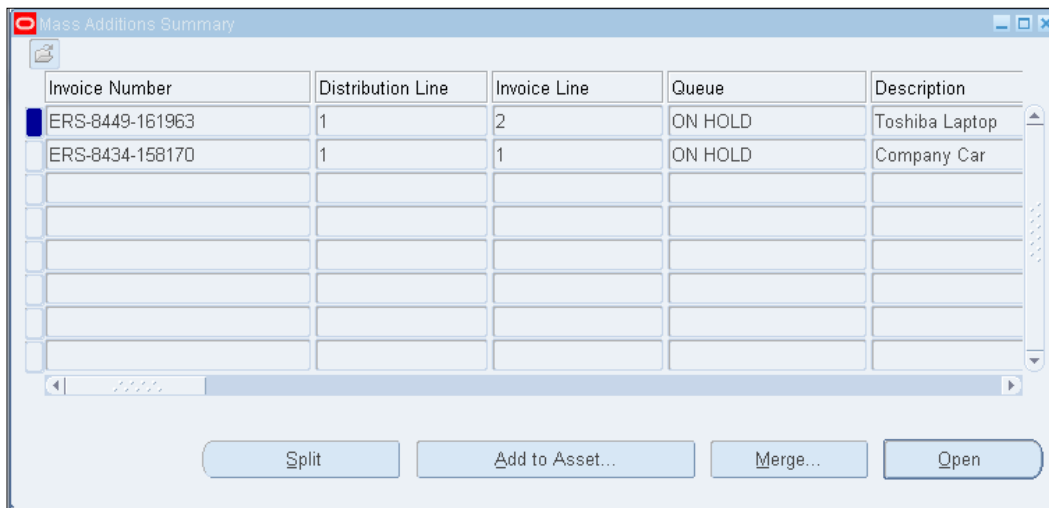 Mass Additions Summary
Invoice Number Distribution Line Invoice Line Queue Description
ERS-8449-161963 1 2 ON HOLD Toshiba Laptop
ERS-8434-158170 1 1 ON HOLD Company Car
Split Add to Asset... Merge... Open